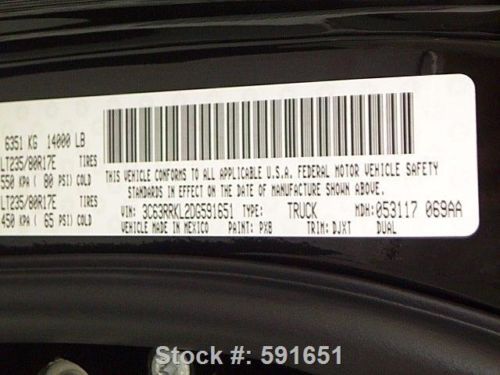 6351 KG 14000 LB
LT235/80R17E TIRES
550 KPA ( 80 PSI) COLD
LT235/80R17E TIRES
450 KPA ( 65 PSI) COLD
THIS VEHICLE CONFORMS TO ALL APPLICABLE U.S.A. FEDERAL MOTOR VEHICLE SAFETY
STANDARDS IN EFFECT ON THE DATE OF MANUFACTURE SHOWN ABOVE.
VIN: 3C63RRKL2DG591651 TYPE: TRUCK MDH: 053117 069AA
VEHICLE MADE IN MEXICO PAINT: PXB TRIM: DJXT DUAL
Stock #: 591651